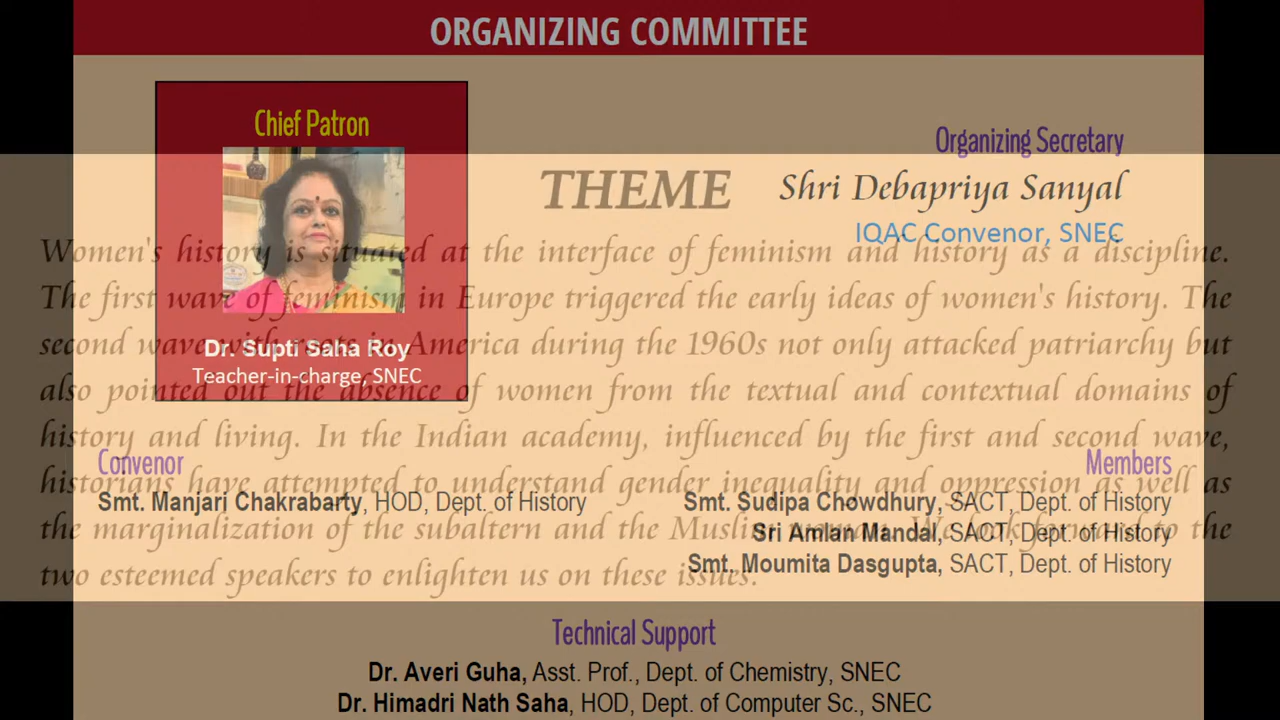 ORGANIZING COMMITTEE
Chief Patron
Dr. Supti Saha Roy
Teacher-in-charge, SNEC
Organizing Secretary
Shri Debapriya Sanyal
IQAC Convenor, SNEC
THEME
Women's history is situated at the interface of feminism and history as a discipline.
The first wave of feminism in Europe triggered the early ideas of women's history. The
second wave with roots in America during the 1960s not only attacked patriarchy but
also pointed out the absence of women from the textual and contextual domains of
history and living. In the Indian academy, influenced by the first and second wave,
historians have attempted to understand gender inequality and oppression as well as
the marginalization of the subaltern and the Muslim women. We look forward to the
two esteemed speakers to enlighten us on these issues.
Convenor
Smt. Manjari Chakrabarty, HOD, Dept. of History
Members
Smt. Sudipa Chowdhury, SACT, Dept. of History
Sri Amlan Mandal, SACT, Dept. of History
Smt. Moumita Dasgupta, SACT, Dept. of History
Technical Support
Dr. Averi Guha, Asst. Prof., Dept. of Chemistry, SNEC
Dr. Himadri Nath Saha, HOD, Dept. of Computer Sc., SNEC